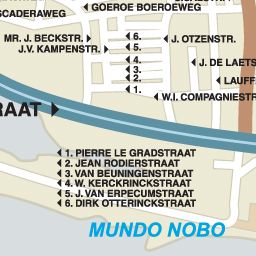 SCADERAWEG
GOEROE BOEROEWEG
MR. J. BECKSTR.
J.V. KAMPENSTR.
6.
5.
4.
3.
2.
1.
J. OTZENSTR.
J. DE LAETS
LAUFF
W.I. COMPAGNIESTR
RAAT
1. PIERRE LE GRADSTRAAT
2. JEAN RODIERSTRAAT
3. VAN BEUNINGENSTRAAT
4. W. KERCKRINCKSTRAAT
5. J. VAN ERPECUMSTRAAT
6. DIRK OTTERINCKSTRAAT
MUNDO NOBO